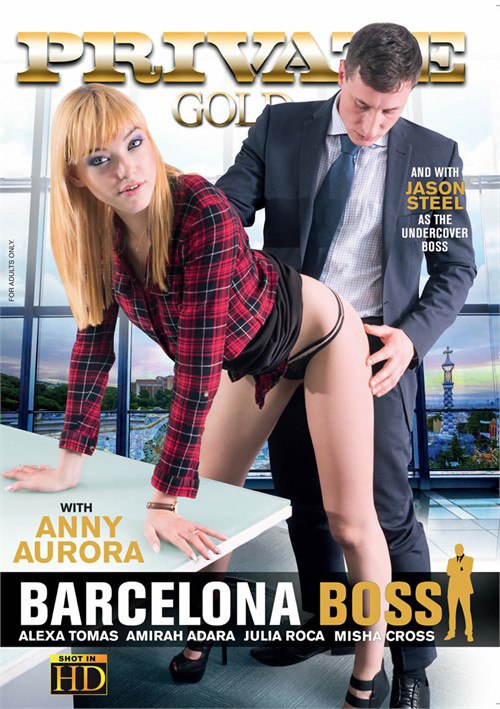 PRIVATE
GOLD
AND WITH
JASON
STEEL
AS THE
UNDERCOVER
BOSS
FOR ADULTS ONLY.
WITH
ANNY
AURORA
BARCELONA BOSS
ALEXA TOMAS AMIRAH ADARA JULIA ROCA MISHA CROSS
SHOT IN
HD